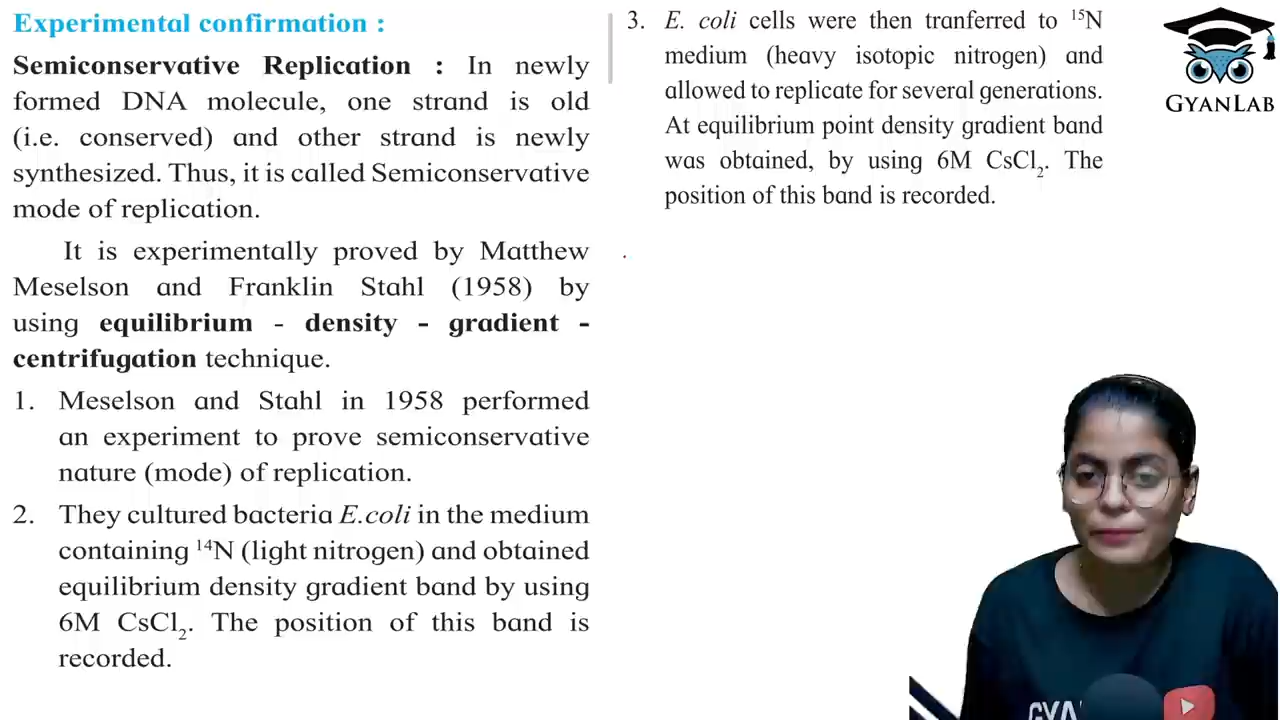 Experimental confirmation :
Semiconservative Replication : In newly
formed DNA molecule, one strand is old
(i.e. conserved) and other strand is newly
synthesized. Thus, it is called Semiconservative
mode of replication.
It is experimentally proved by Matthew
Meselson and Franklin Stahl (1958) by
using equilibrium - density - gradient -
centrifugation technique.
1. Meselson and Stahl in 1958 performed
an experiment to prove semiconservative
nature (mode) of replication.
2. They cultured bacteria E.coli in the medium
containing ¹⁴N (light nitrogen) and obtained
equilibrium density gradient band by using
6M CsCl₂. The position of this band is
recorded.
3. E. coli cells were then tranferred to ¹⁵N
medium (heavy isotopic nitrogen) and
allowed to replicate for several generations.
At equilibrium point density gradient band
was obtained, by using 6M CsCl₂. The
position of this band is recorded.
GYANLAB